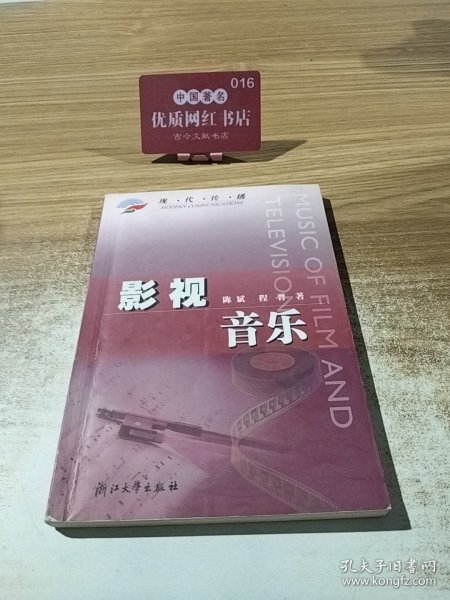 016
中国著名
优质网红书店
古今文献书店
现·代·传·播
MODERN COMMUNICATIONS
MUSIC OF FILM AND
TELEVISION
影视
陈斌 程晋 著
音乐
浙江大学出版社
孔夫子旧书网
www.kongfz.com